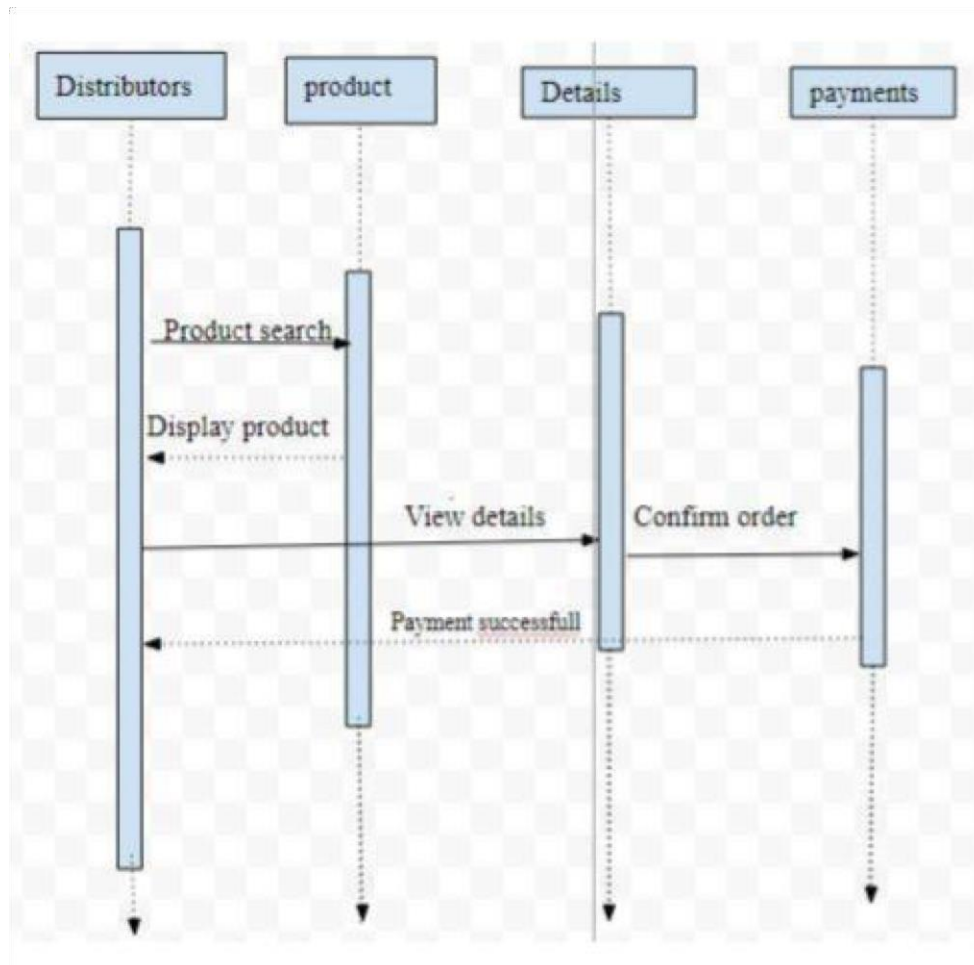 Distributors
product
Details
payments
Product search
Display product
View details
Confirm order
Payment successfull